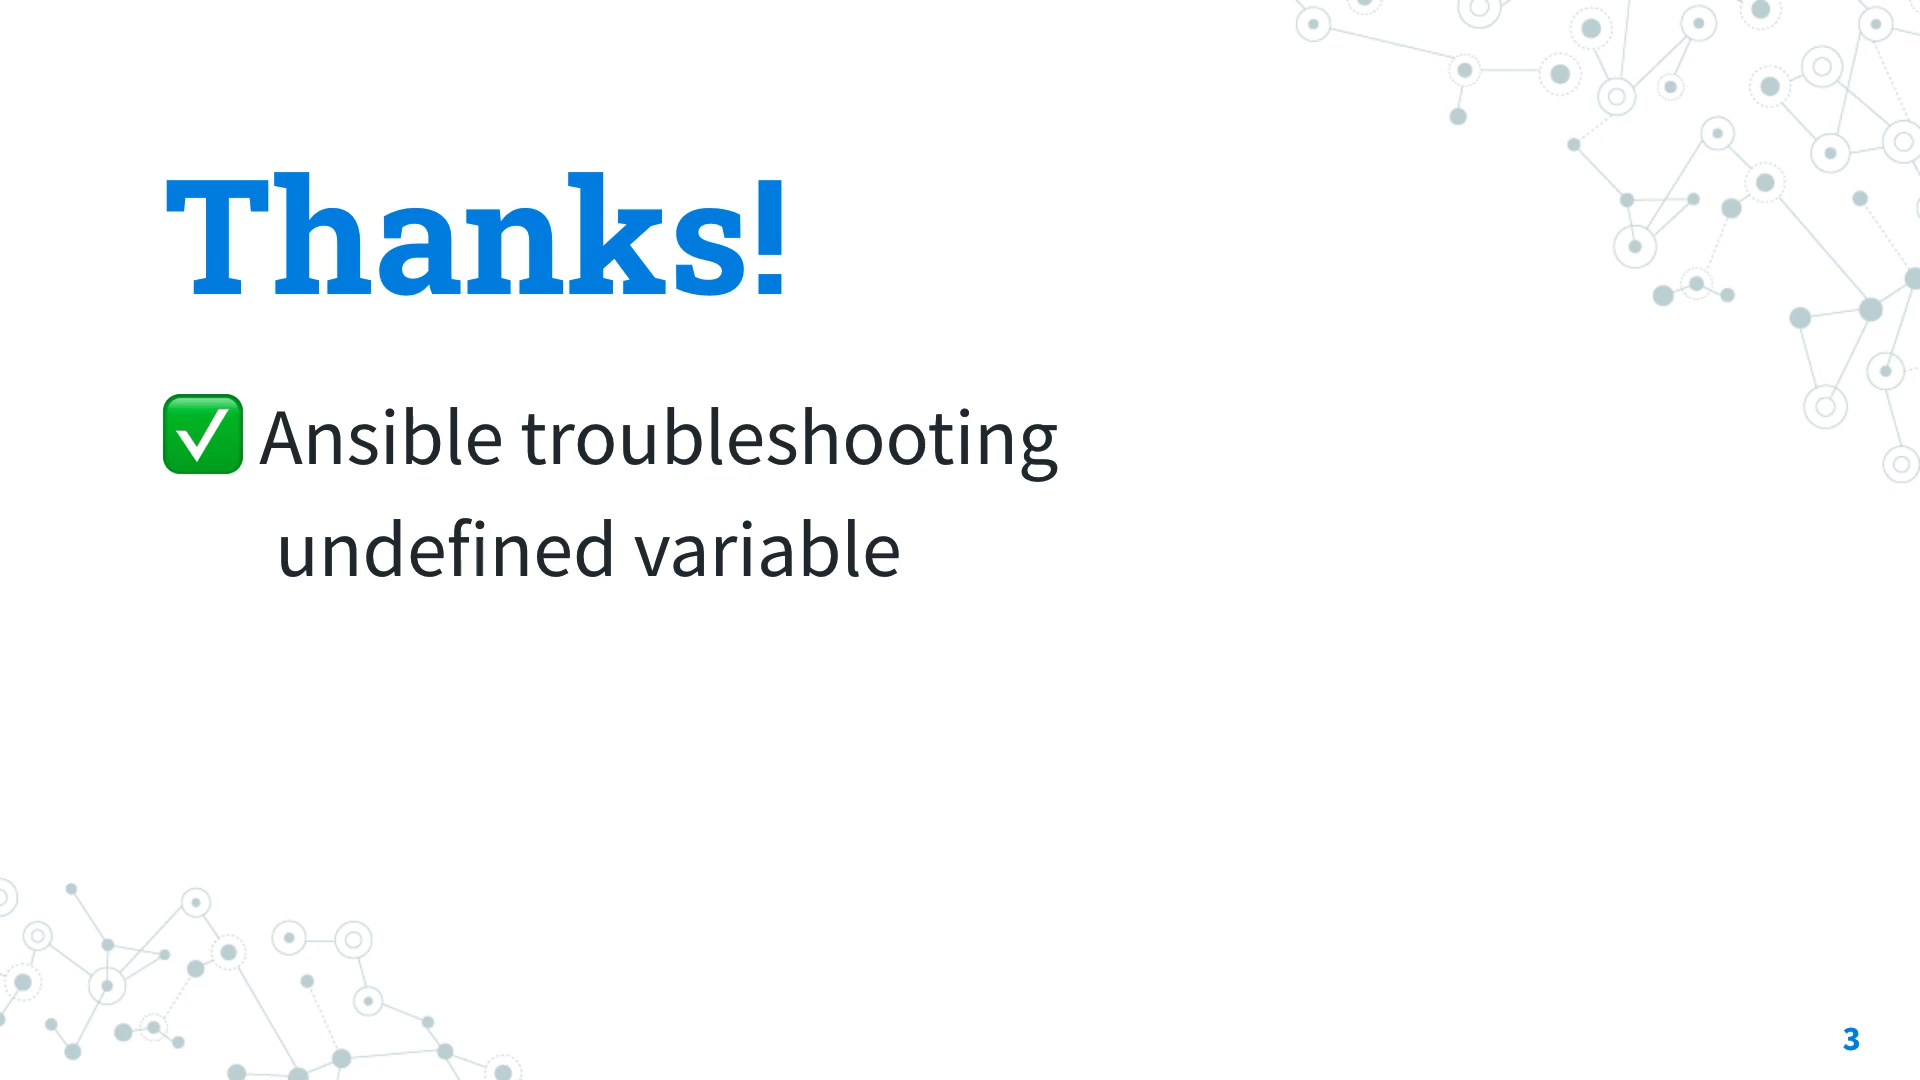 Thanks!
✅ Ansible troubleshooting
undefined variable
3